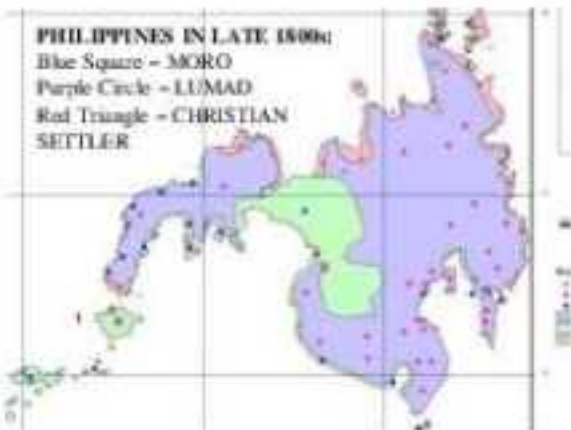 PHILIPPINES IN LATE 1800s:
Blue Square – MORO
Purple Circle – LUMAD
Red Triangle – CHRISTIAN
SETTLER